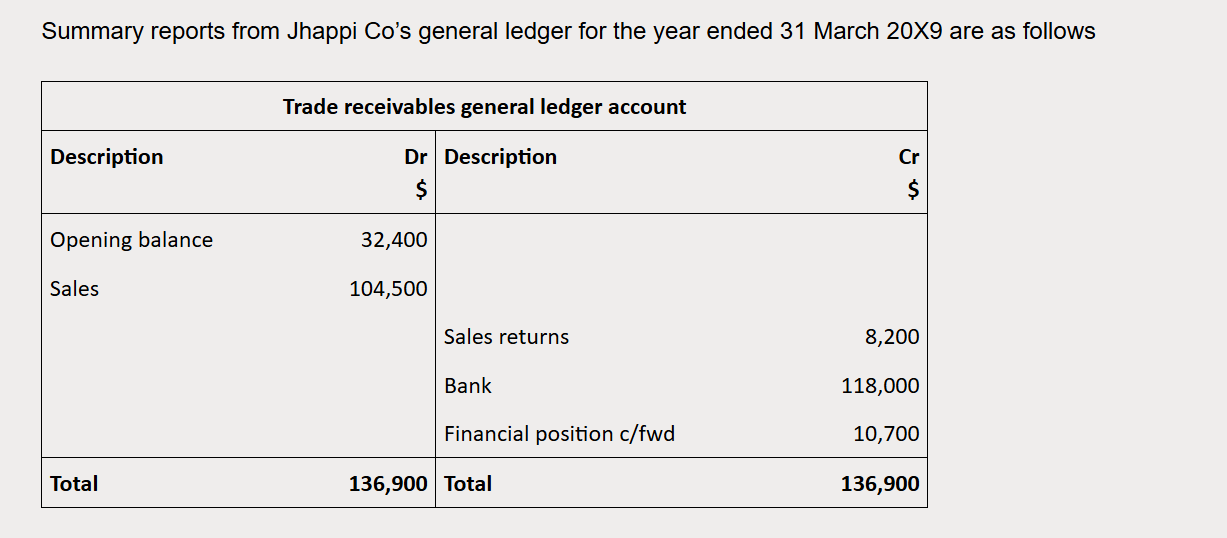 Summary reports from Jhappi Co’s general ledger for the year ended 31 March 20X9 are as follows
Trade receivables general ledger account
Description Dr Description Cr
$ $
Opening balance 32,400
Sales 104,500
Sales returns 8,200
Bank 118,000
Financial position c/fwd 10,700
Total 136,900 Total 136,900